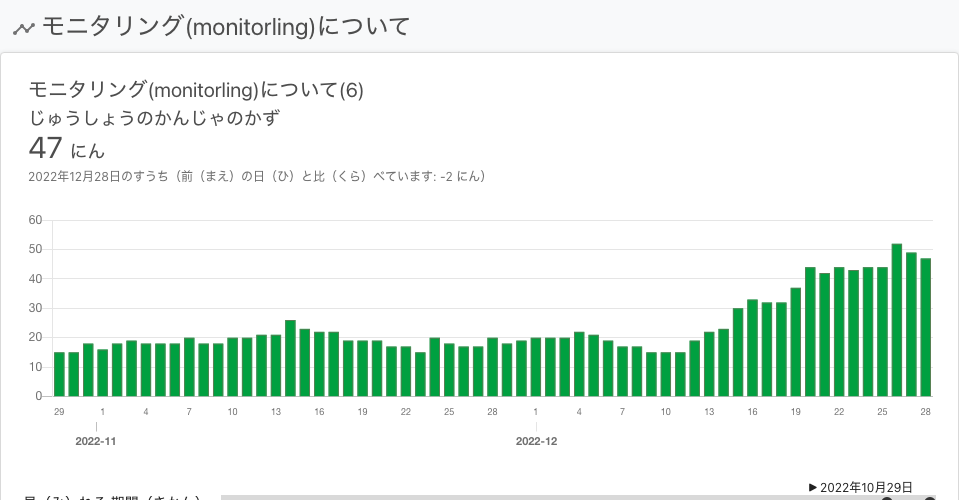 モニタリング(monitorling)について
モニタリング(monitorling)について(6)
じゅうしょうのかんじゃのかず
47 にん
2022年12月28日のすうち（前（まえ）の日（ひ）と比（くら）べています: -2 にん）
60
50
40
30
20
10
0
29 1 4 7 10 13 16 19 22 25 28 1 4 7 10 13 16 19 22 25 28
2022-11 2022-12
▶ 2022年10月29日